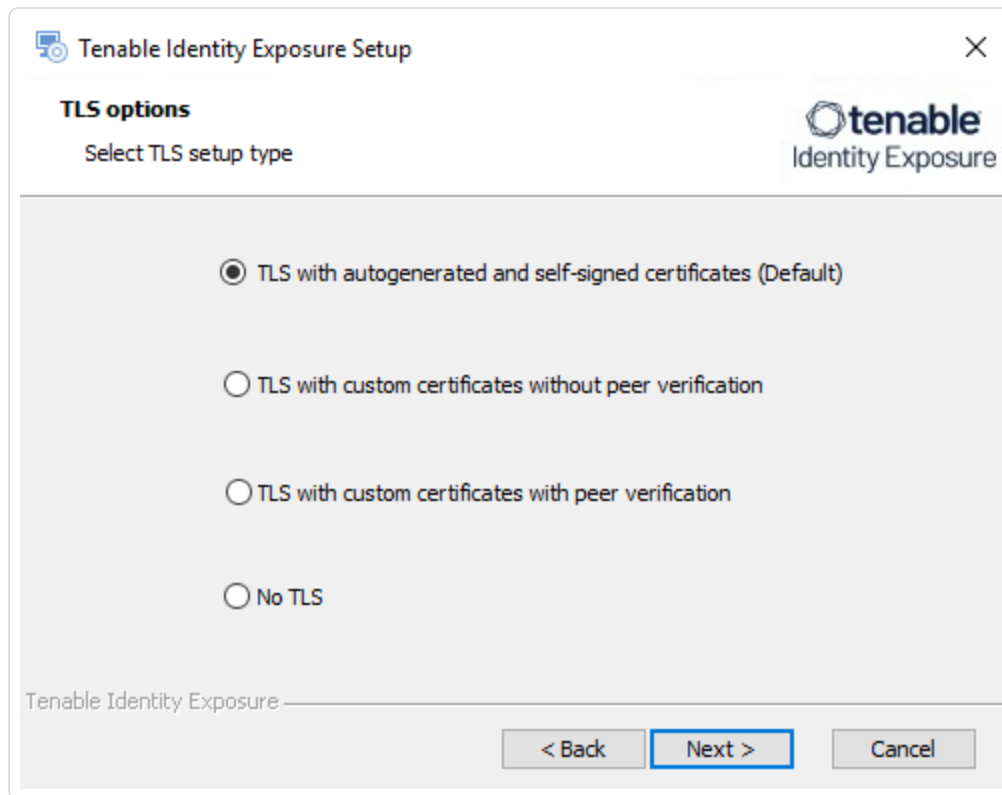 Tenable Identity Exposure Setup
TLS options
Select TLS setup type
tenable
Identity Exposure
TLS with autogenerated and self-signed certificates (Default)
TLS with custom certificates without peer verification
TLS with custom certificates with peer verification
No TLS
Tenable Identity Exposure
< Back
Next >
Cancel